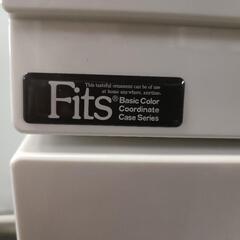 This tasteful ornament can be of use
at home anywhere, anytime.
Fits® Basic Color
Coordinate
Case Series